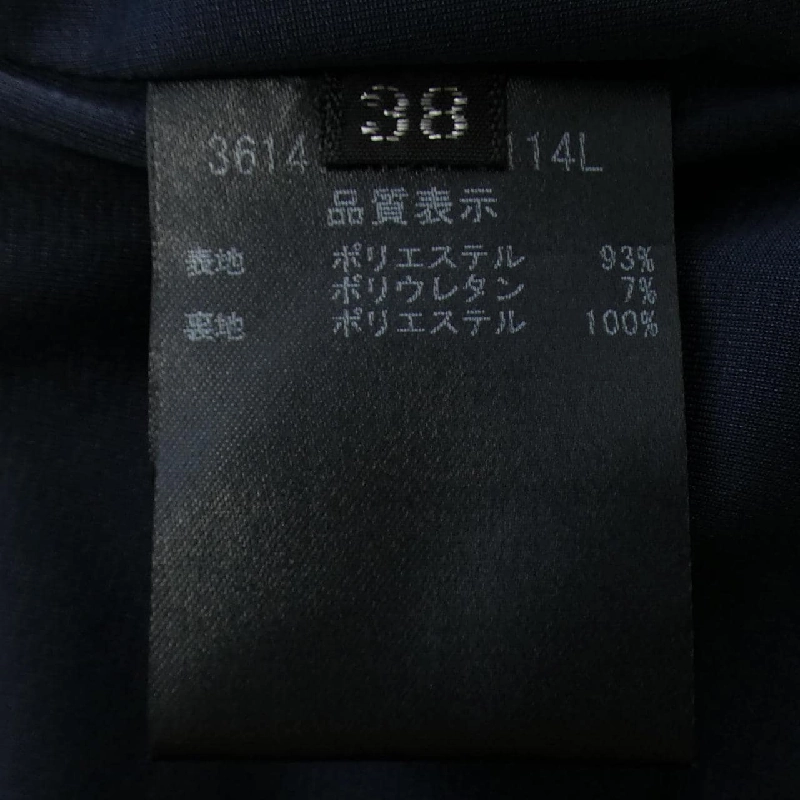 38
3614 114L
品質表示
表地 ポリエステル 93%
ポリウレタン 7%
裏地 ポリエステル 100%